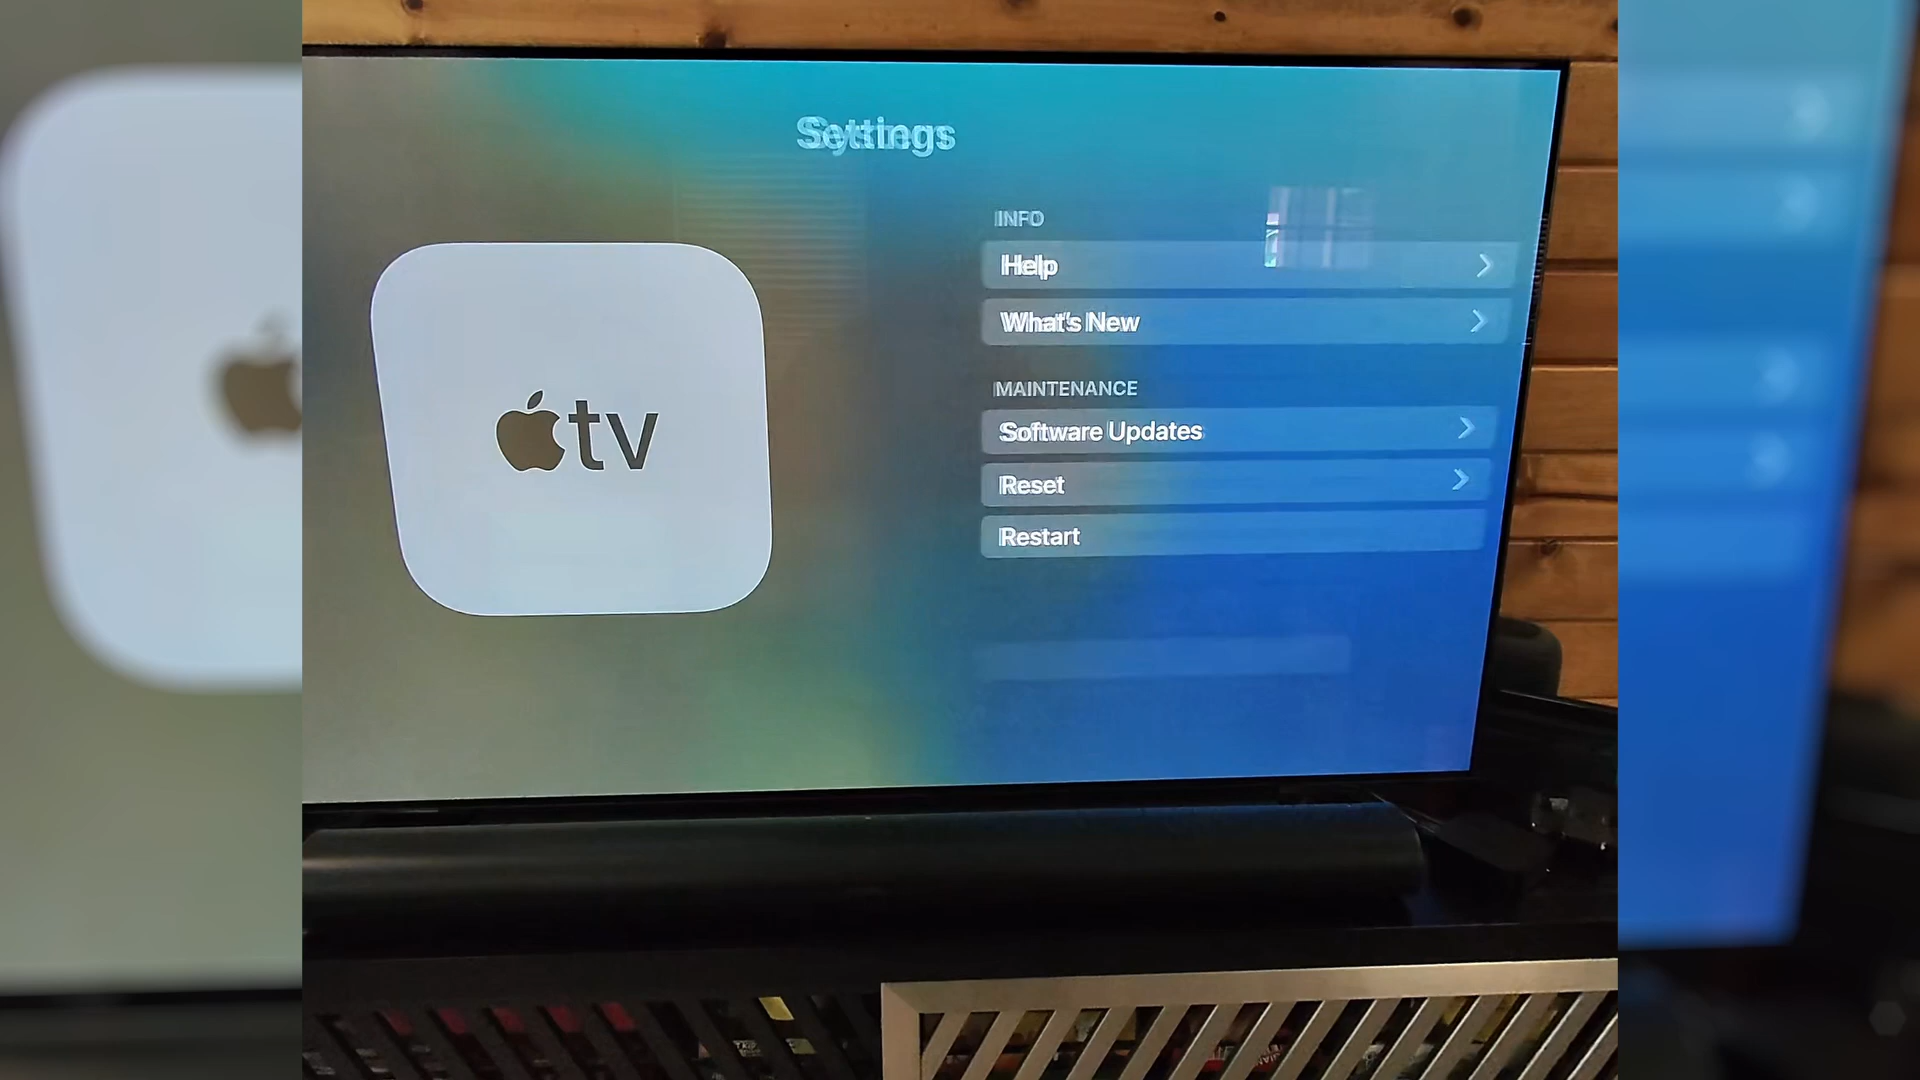 Settings
tv
INFO
Help
What's New
MAINTENANCE
Software Updates
Reset
Restart